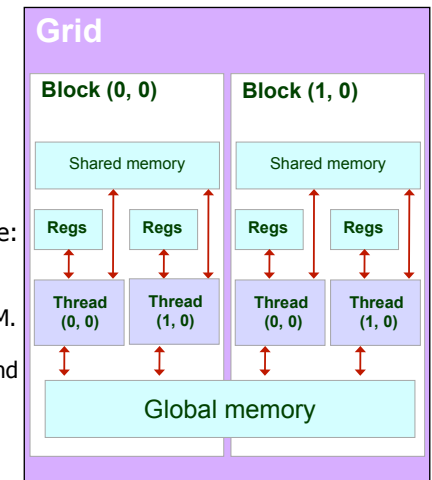 Grid
Block (0, 0)
Block (1, 0)
Shared memory
Shared memory
Regs
Regs
Regs
Regs
e:
Thread
(0, 0)
Thread
(1, 0)
Thread
(0, 0)
Thread
(1, 0)
M.
nd
Global memory